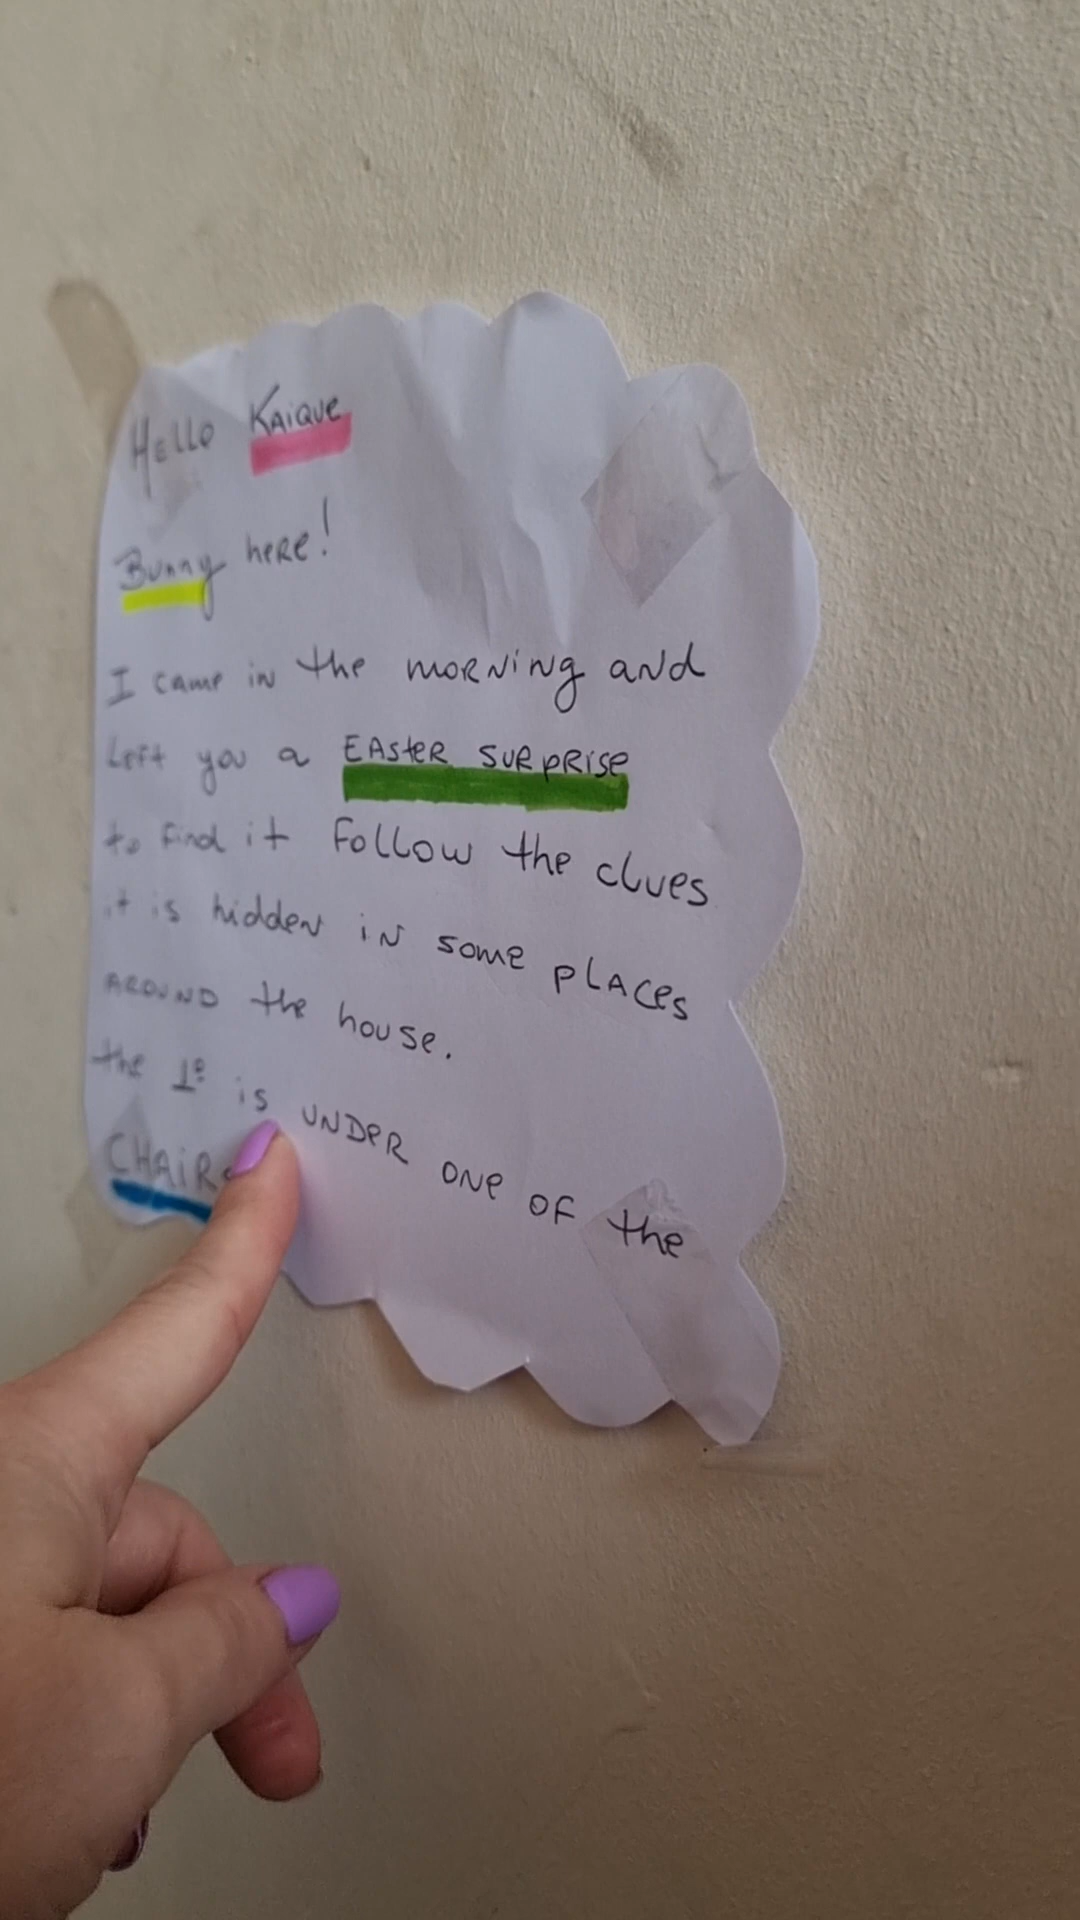 Hello Kaique
Bunny here!
I came in the morning and
Left you a Easter surprise
to Find it Follow the clues
it is hidden in some places
around the house.
the 1º is under one of the
CHAIRs